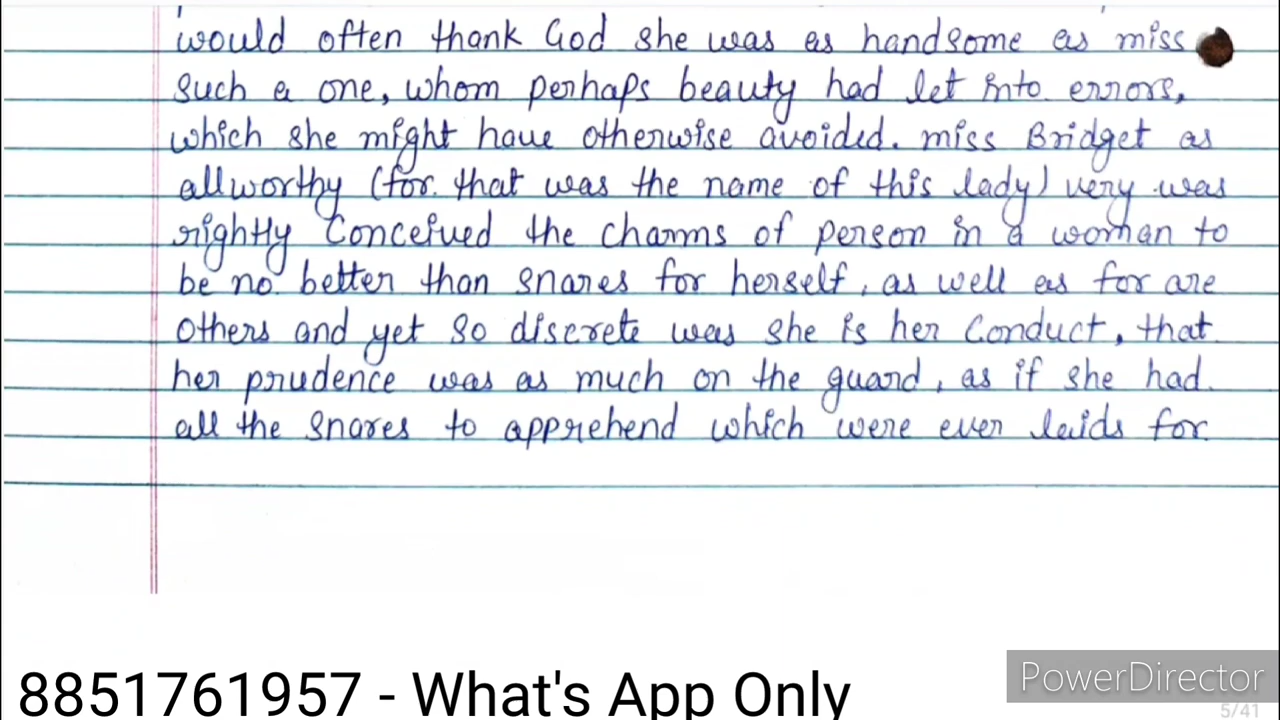 would often thank God she was as handsome as miss
such a one, whom perhaps beauty had let into errors,
which she might have otherwise avoided. miss Bridget as
allworthy (for that was the name of this lady) very was
rightly Conceived the charms of person in a woman to
be no better than snares for herself, as well as for are
others and yet so discrete was she is her Conduct, that
her prudence was as much on the guard, as if she had
all the snares to apprehend which were ever laids for
8851761957 - What's App Only
PowerDirector
5/41